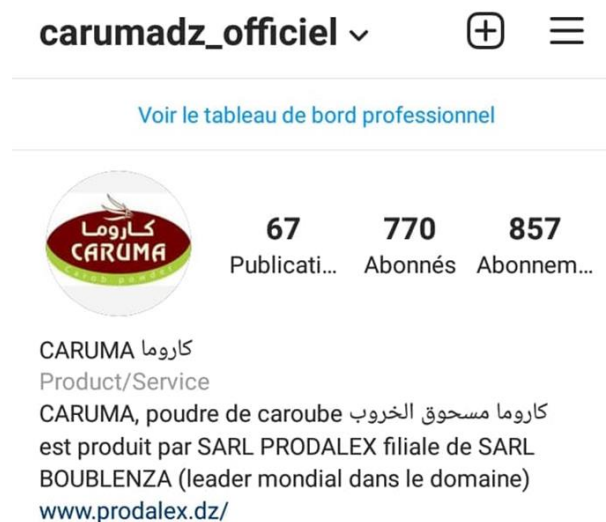 carumadz_officiel
Voir le tableau de bord professionnel
كاروما
CARUMA
Carob powder
67
770
857
Publicati...
Abonnés
Abonnem...
CARUMA كاروما
Product/Service
CARUMA, poudre de caroube كاروما مسحوق الخروب
est produit par SARL PRODALEX filiale de SARL
BOUBLENZA (leader mondial dans le domaine)
www.prodalex.dz/